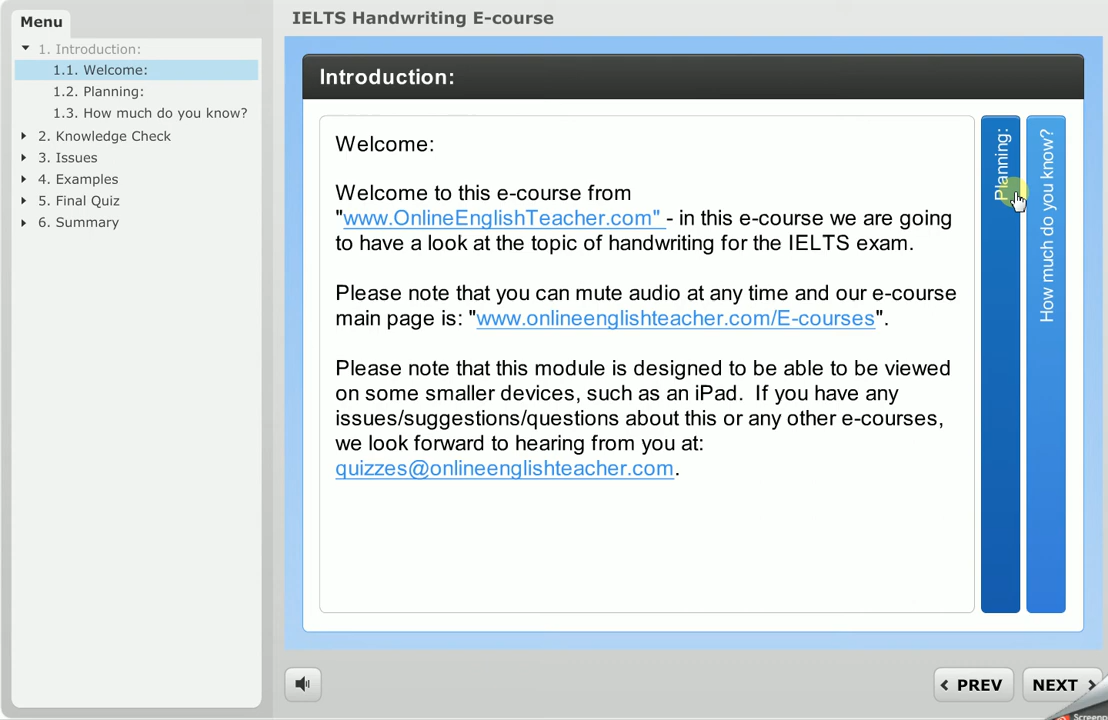 Menu
1. Introduction:
1.1. Welcome:
1.2. Planning:
1.3. How much do you know?
2. Knowledge Check
3. Issues
4. Examples
5. Final Quiz
6. Summary
IELTS Handwriting E-course
Introduction:
Welcome:
Welcome to this e-course from
"www.OnlineEnglishTeacher.com" - in this e-course we are going
to have a look at the topic of handwriting for the IELTS exam.
Please note that you can mute audio at any time and our e-course
main page is: "www.onlineenglishteacher.com/E-courses".
Please note that this module is designed to be able to be viewed
on some smaller devices, such as an iPad.  If you have any
issues/suggestions/questions about this or any other e-courses,
we look forward to hearing from you at:
quizzes@onlineenglishteacher.com.
Planning:
How much do you know?
PREV
NEXT